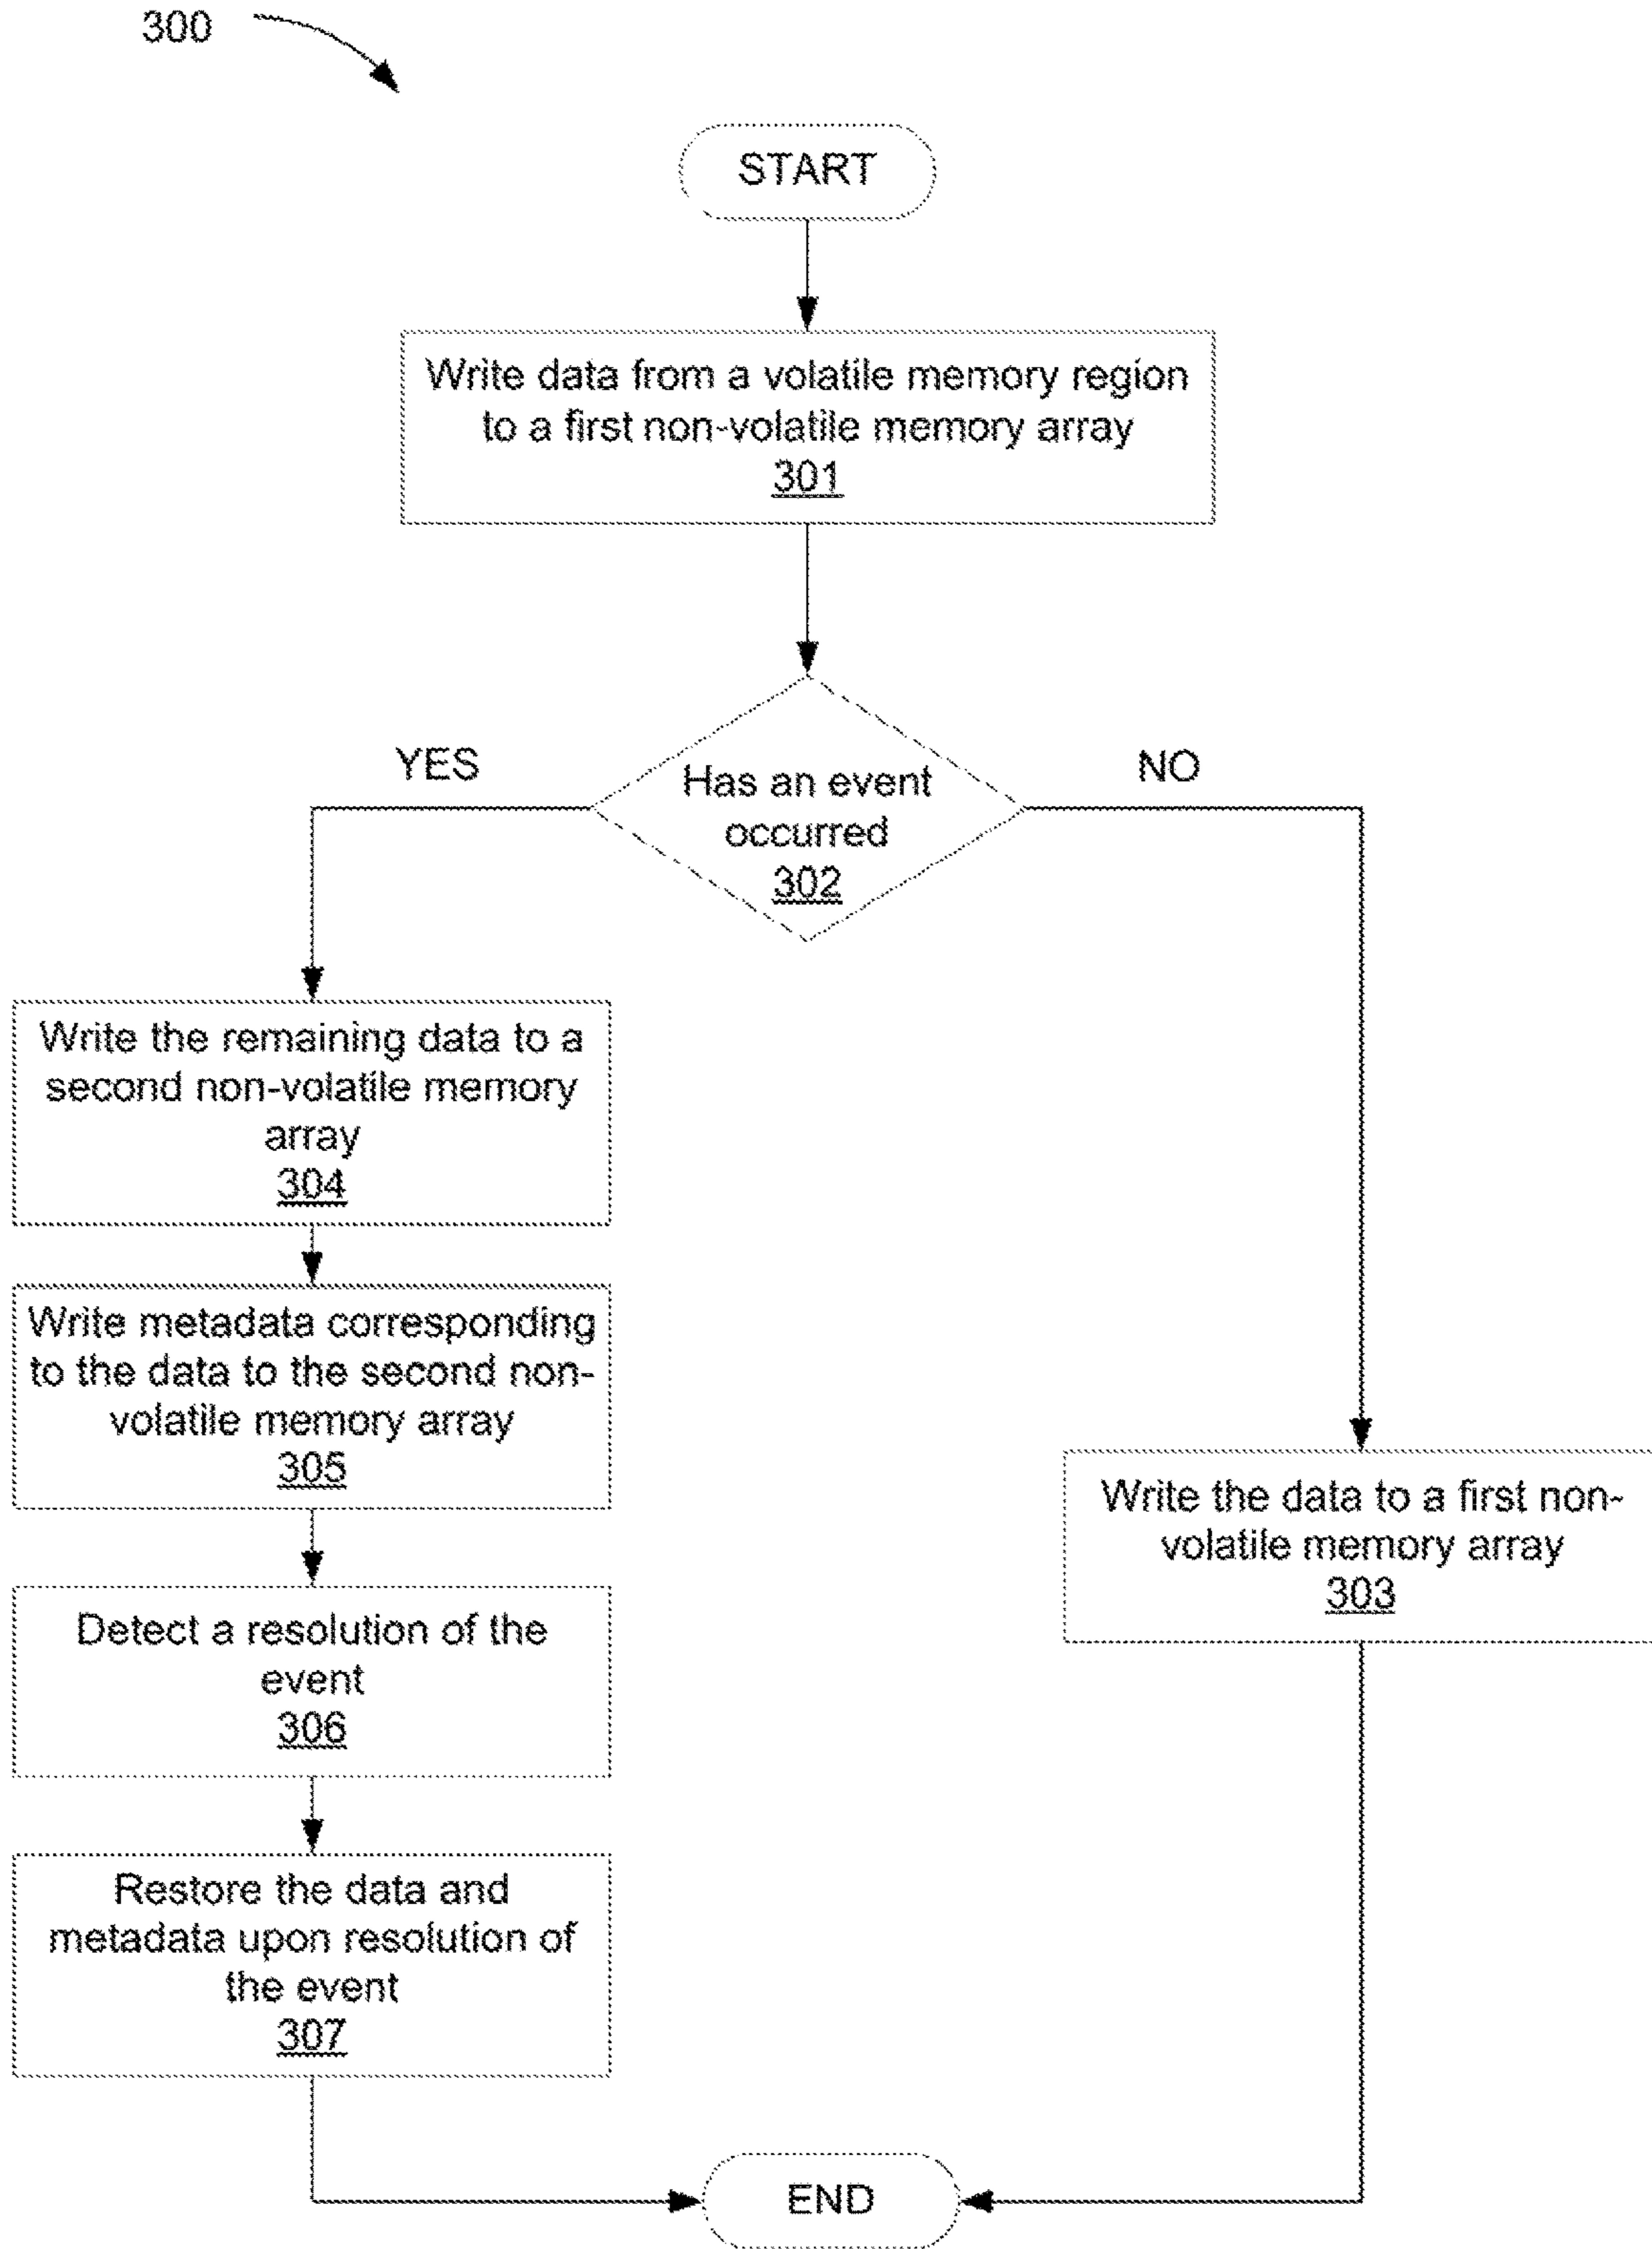 300
START
Write data from a volatile memory region
to a first non-volatile memory array
301
YES
NO
Has an event
occurred
302
Write the remaining data to a
second non-volatile memory
array
304
Write metadata corresponding
to the data to the second non-
volatile memory array
305
Write the data to a first non-
volatile memory array
303
Detect a resolution of the
event
306
Restore the data and
metadata upon resolution of
the event
307
END